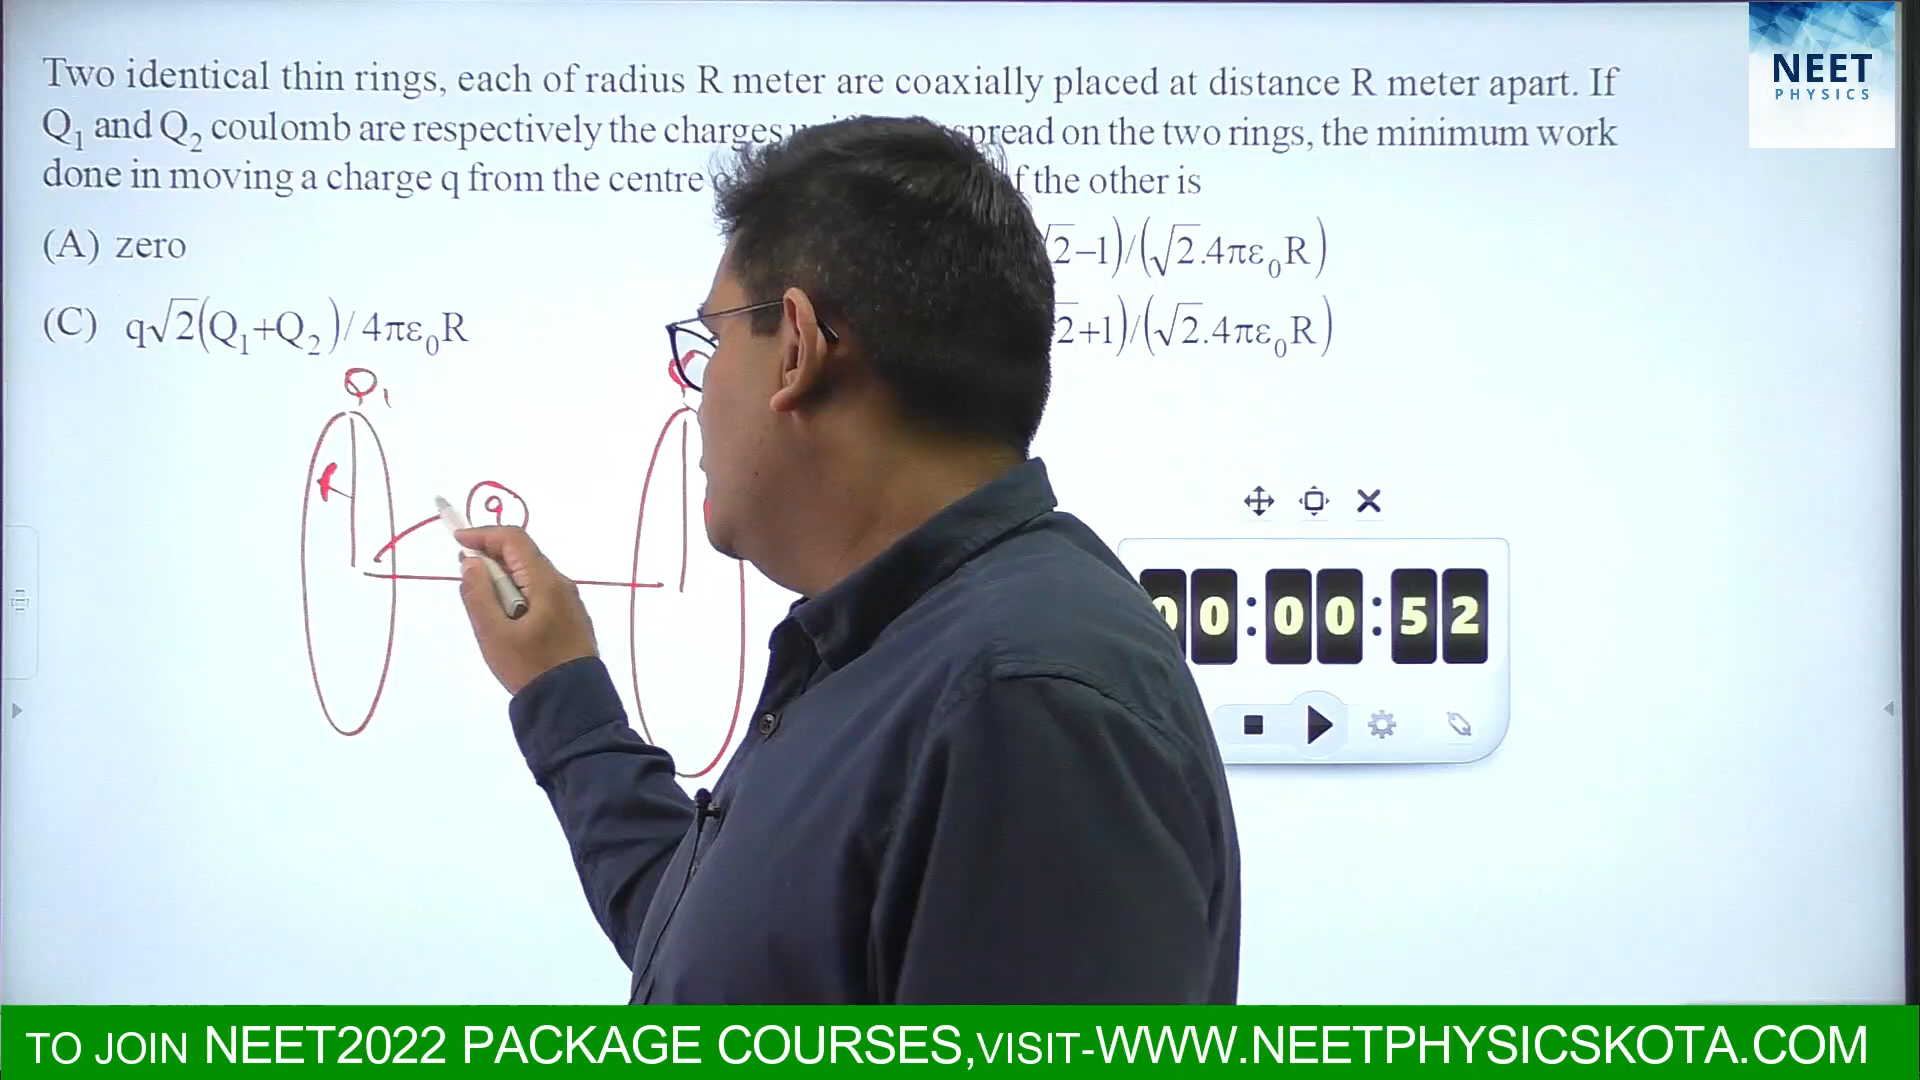 Two identical thin rings, each of radius R meter are coaxially placed at distance R meter apart. If
Q₁ and Q₂ coulomb are respectively the charges spread on the two rings, the minimum work
done in moving a charge q from the centre the other is
(A) zero
√2−1)/(√2.4πε₀R)
(C) q√2(Q₁+Q₂)/4πε₀R
2+1)/(√2.4πε₀R)
Q₁
q
NEET
PHYSICS
00:00:52
TO JOIN NEET2022 PACKAGE COURSES,VISIT-WWW.NEETPHYSICSKOTA.COM